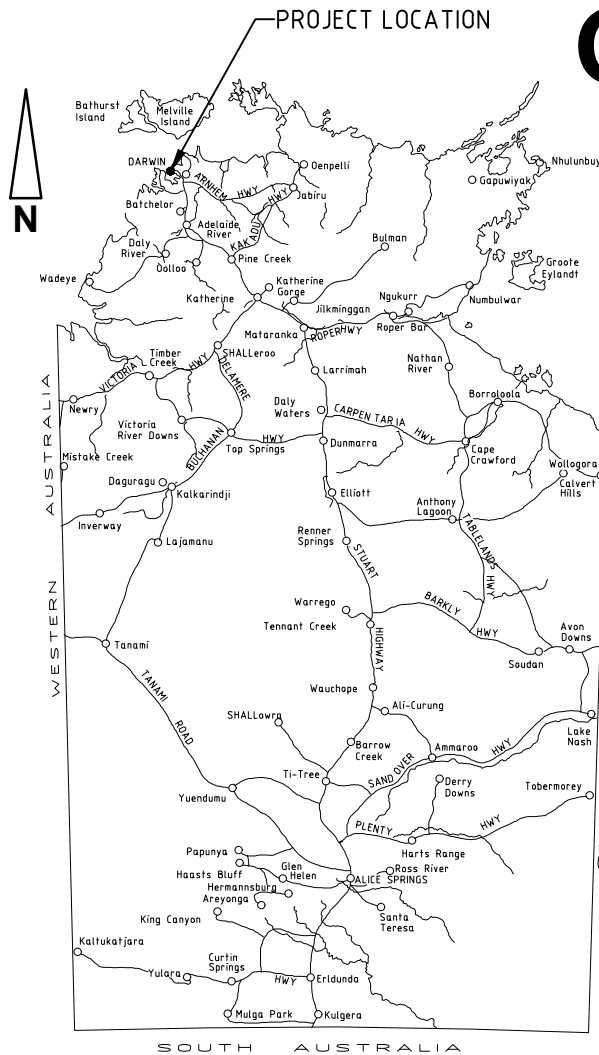 PROJECT LOCATION
Bathurst
Island
Melville
Island
N
DARWIN
Oenpelli
Nhulunbuy
Gapuwiyak
ARNHEM
HWY
HWY
Jabiru
Batchelor
Adelaide
River
KAKADU
Daly
River
Oolloo
Pine Creek
Bulman
Groote
Eylandt
Wadeye
Katherine
Gorge
Katherine
Jilkminggan
Ngukurr
Numbulwar
Mataranka
ROPER
HWY
Roper Bar
Timber
Creek
SHALLeroo
Nathan
River
VICTORIA
HWY
DELAMERE
Larrimah
Borroloola
Newry
Daly
Waters
CARPENTARIA
HWY
Victoria
River Downs
BUCHANAN
Top Springs
HWY
Dunmarra
Cape
Crawford
Mistake Creek
Wollogora
Calvert
Hills
Daguragu
Kalkarindji
Elliott
Anthony
Lagoon
Inverway
Lajamanu
Renner
Springs
STUART
TABLELANDS
HWY
Warrego
Tennant Creek
BARKLY
HWY
Avon
Downs
Soudan
HIGHWAY
Tanami
WESTERN AUSTRALIA
TANAMI
ROAD
Wauchope
Ali-Curung
SHALLowra
Lake
Nash
Barrow
Creek
Ammaroo
HWY
Ti-Tree
SANDOVER
Derry
Downs
Tobermorey
Yuendumu
PLENTY
HWY
Harts Range
Papunya
Haasts Bluff
Glen
Helen
Ross River
Hermannsburg
ALICE SPRINGS
Areyonga
King Canyon
Santa
Teresa
Kaltukatjara
Curtin
Springs
Yulara
HWY
Erldunda
Mulga Park
Kulgera
SOUTH AUSTRALIA